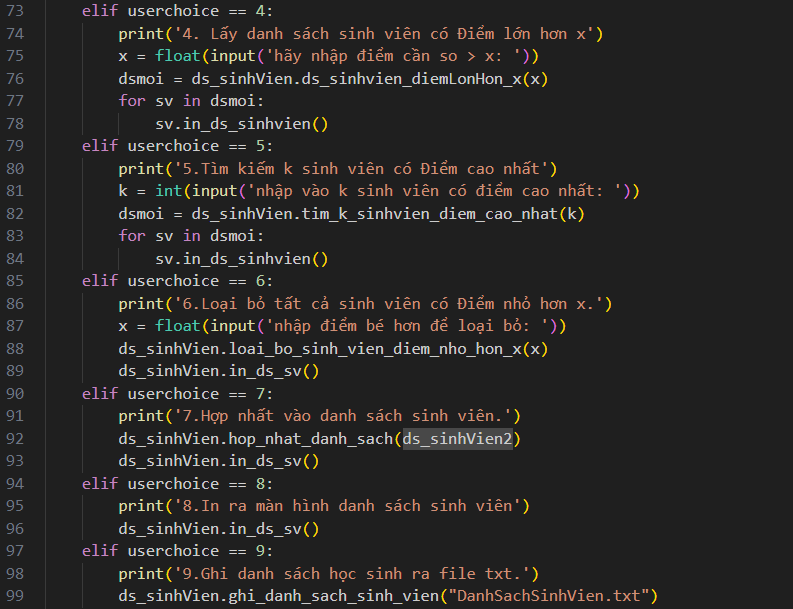 73 elif userchoice == 4:
74 print('4. Lấy danh sách sinh viên có Điểm lớn hơn x')
75 x = float(input('hãy nhập điểm cần so > x: '))
76 dsmoi = ds_sinhVien.ds_sinhvien_diemLonHon_x(x)
77 for sv in dsmoi:
78 sv.in_ds_sinhvien()
79 elif userchoice == 5:
80 print('5.Tìm kiếm k sinh viên có Điểm cao nhất')
81 k = int(input('nhập vào k sinh viên có điểm cao nhất: '))
82 dsmoi = ds_sinhVien.tim_k_sinhvien_diem_cao_nhat(k)
83 for sv in dsmoi:
84 sv.in_ds_sinhvien()
85 elif userchoice == 6:
86 print('6.Loại bỏ tất cả sinh viên có Điểm nhỏ hơn x.')
87 x = float(input('nhập điểm bé hơn để loại bỏ: '))
88 ds_sinhVien.loai_bo_sinh_vien_diem_nho_hon_x(x)
89 ds_sinhVien.in_ds_sv()
90 elif userchoice == 7:
91 print('7.Hợp nhất vào danh sách sinh viên.')
92 ds_sinhVien.hop_nhat_danh_sach(ds_sinhVien2)
93 ds_sinhVien.in_ds_sv()
94 elif userchoice == 8:
95 print('8.In ra màn hình danh sách sinh viên')
96 ds_sinhVien.in_ds_sv()
97 elif userchoice == 9:
98 print('9.Ghi danh sách học sinh ra file txt.')
99 ds_sinhVien.ghi_danh_sach_sinh_vien("DanhSachSinhVien.txt")